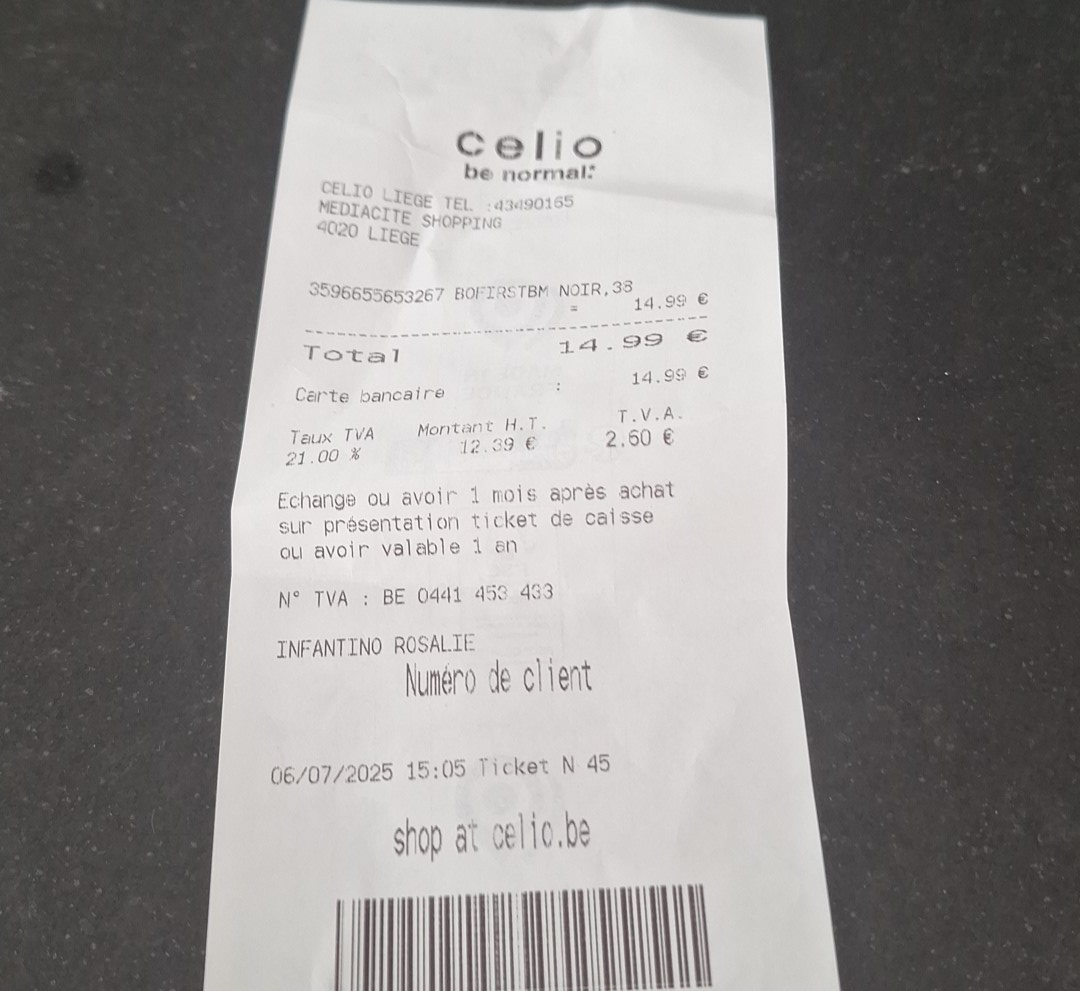 celio
be normal:
CELIO LIEGE TEL :43490165
MEDIACITE SHOPPING
4020 LIEGE
3596655653267 BOFIRSTBM NOIR,38
= 14.99 €
Total 14.99 €
Carte bancaire : 14.99 €
Taux TVA Montant H.T. T.V.A.
21.00 % 12.39 € 2.60 €
Echange ou avoir 1 mois après achat
sur présentation ticket de caisse
ou avoir valable 1 an
N° TVA : BE 0441 453 433
INFANTINO ROSALIE
Numéro de client
06/07/2025 15:05 Ticket N 45
shop at celio.be